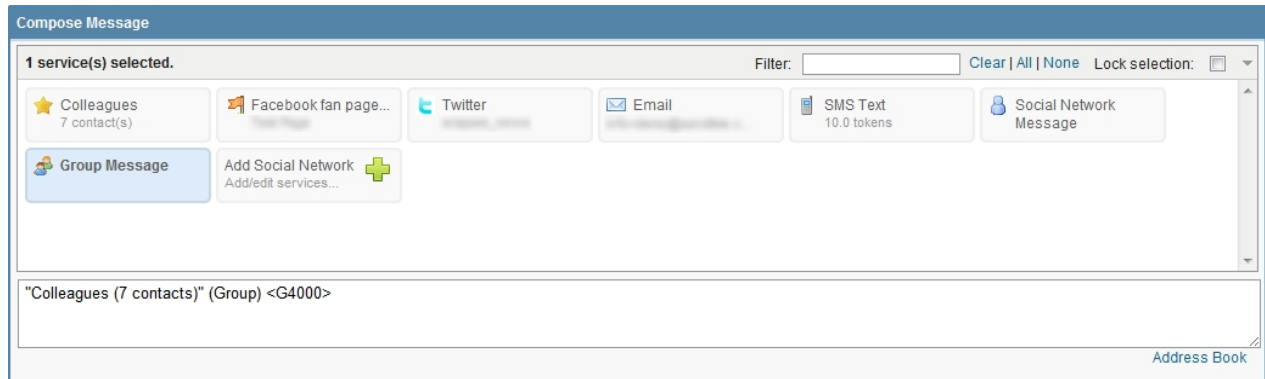 Compose Message
1 service(s) selected.
Filter:
Clear | All | None
Lock selection:
Colleagues
7 contact(s)
Facebook fan page...
Twitter
Email
SMS Text
10.0 tokens
Social Network
Message
Group Message
Add Social Network
Add/edit services...
"Colleagues (7 contacts)" (Group) <G4000>
Address Book